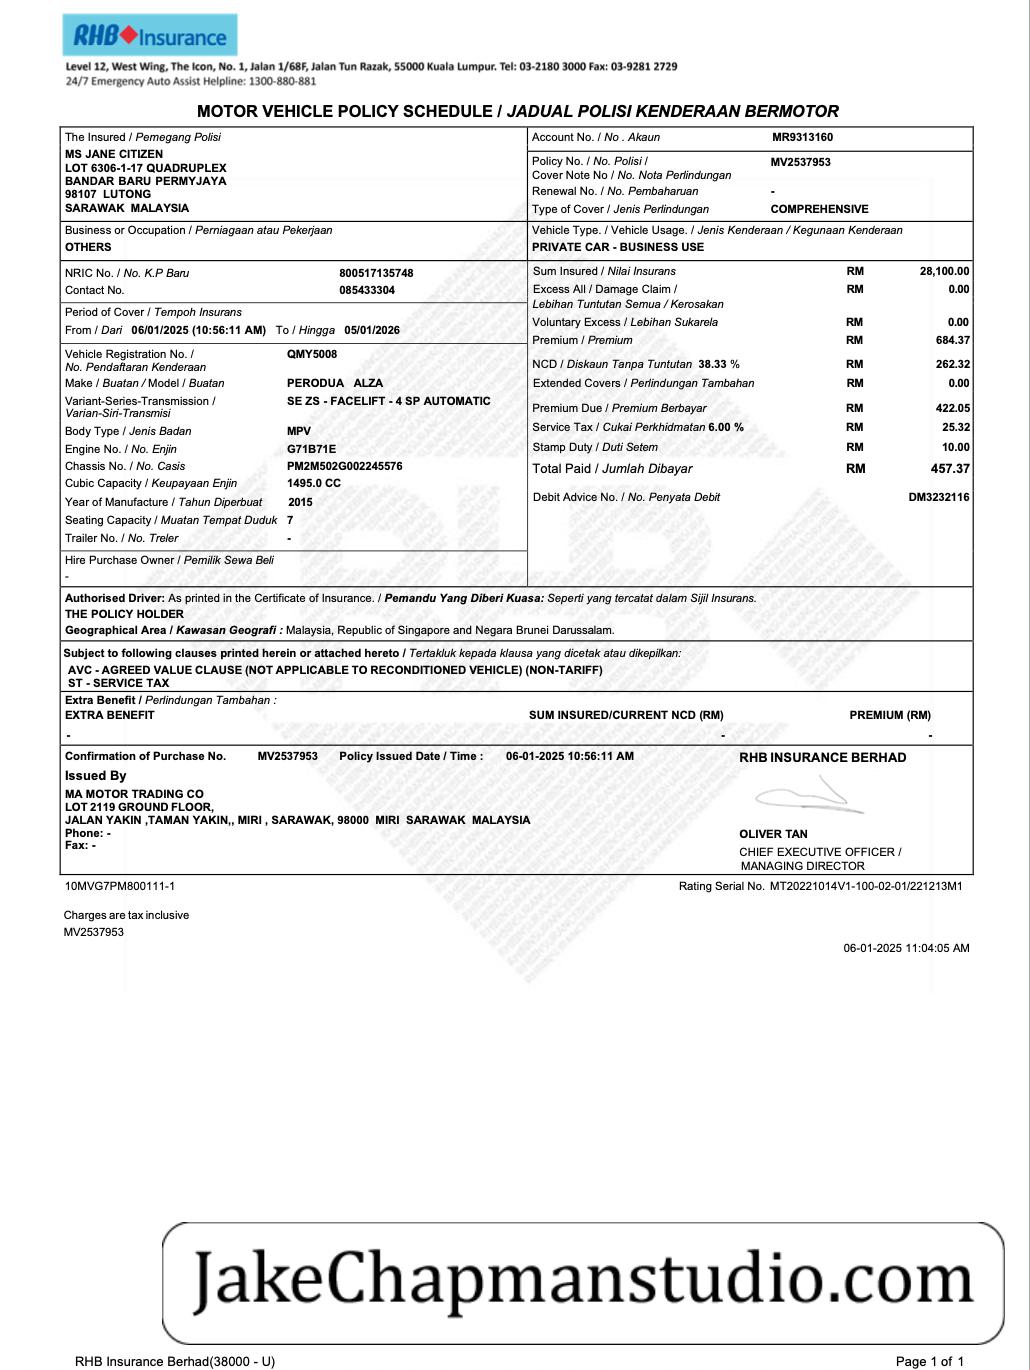 RHB Insurance
Level 12, West Wing, The Icon, No. 1, Jalan 1/68F, Jalan Tun Razak, 55000 Kuala Lumpur. Tel: 03-2180 3000 Fax: 03-9281 2729
24/7 Emergency Auto Assist Helpline: 1300-880-881
MOTOR VEHICLE POLICY SCHEDULE / JADUAL POLISI KENDERAAN BERMOTOR
The Insured / Pemegang Polisi
MS JANE CITIZEN
LOT 6306-1-17 QUADRUPLEX
BANDAR BARU PERMYJAYA
98107 LUTONG
SARAWAK MALAYSIA
Account No. / No . Akaun MR9313160
Policy No. / No. Polisi / MV2537953
Cover Note No / No. Nota Perlindungan
Renewal No. / No. Pembaharuan -
Type of Cover / Jenis Perlindungan COMPREHENSIVE
Business or Occupation / Perniagaan atau Pekerjaan
OTHERS
Vehicle Type. / Vehicle Usage. / Jenis Kenderaan / Kegunaan Kenderaan
PRIVATE CAR - BUSINESS USE
NRIC No. / No. K.P Baru 800517135748
Contact No. 085433304
Period of Cover / Tempoh Insurans
From / Dari 06/01/2025 (10:56:11 AM) To / Hingga 05/01/2026
Vehicle Registration No. / QMY5008
No. Pendaftaran Kenderaan
Make / Buatan / Model / Buatan PERODUA ALZA
Variant-Series-Transmission / SE ZS - FACELIFT - 4 SP AUTOMATIC
Varian-Siri-Transmisi
Body Type / Jenis Badan MPV
Engine No. / No. Enjin G71B71E
Chassis No. / No. Casis PM2M502G002245576
Cubic Capacity / Keupayaan Enjin 1495.0 CC
Year of Manufacture / Tahun Diperbuat 2015
Seating Capacity / Muatan Tempat Duduk 7
Trailer No. / No. Treler -
Hire Purchase Owner / Pemilik Sewa Beli
-
Sum Insured / Nilai Insurans RM 28,100.00
Excess All / Damage Claim / RM 0.00
Lebihan Tuntutan Semua / Kerosakan
Voluntary Excess / Lebihan Sukarela RM 0.00
Premium / Premium RM 684.37
NCD / Diskaun Tanpa Tuntutan 38.33 % RM 262.32
Extended Covers / Perlindungan Tambahan RM 0.00
Premium Due / Premium Berbayar RM 422.05
Service Tax / Cukai Perkhidmatan 6.00 % RM 25.32
Stamp Duty / Duti Setem RM 10.00
Total Paid / Jumlah Dibayar RM 457.37
Debit Advice No. / No. Penyata Debit DM3232116
Authorised Driver: As printed in the Certificate of Insurance. / Pemandu Yang Diberi Kuasa: Seperti yang tercatat dalam Sijil Insurans.
THE POLICY HOLDER
Geographical Area / Kawasan Geografi : Malaysia, Republic of Singapore and Negara Brunei Darussalam.
Subject to following clauses printed herein or attached hereto / Tertakluk kepada klausa yang dicetak atau dikepilkan:
AVC - AGREED VALUE CLAUSE (NOT APPLICABLE TO RECONDITIONED VEHICLE) (NON-TARIFF)
ST - SERVICE TAX
Extra Benefit / Perlindungan Tambahan :
EXTRA BENEFIT SUM INSURED/CURRENT NCD (RM) PREMIUM (RM)
- - -
Confirmation of Purchase No. MV2537953 Policy Issued Date / Time : 06-01-2025 10:56:11 AM
Issued By
MA MOTOR TRADING CO
LOT 2119 GROUND FLOOR,
JALAN YAKIN ,TAMAN YAKIN,, MIRI , SARAWAK, 98000 MIRI SARAWAK MALAYSIA
Phone: -
Fax: -
RHB INSURANCE BERHAD
OLIVER TAN
CHIEF EXECUTIVE OFFICER /
MANAGING DIRECTOR
10MVG7PM800111-1 Rating Serial No. MT20221014V1-100-02-01/221213M1
Charges are tax inclusive
MV2537953
06-01-2025 11:04:05 AM
JakeChapmanstudio.com
RHB Insurance Berhad(38000 - U) Page 1 of 1